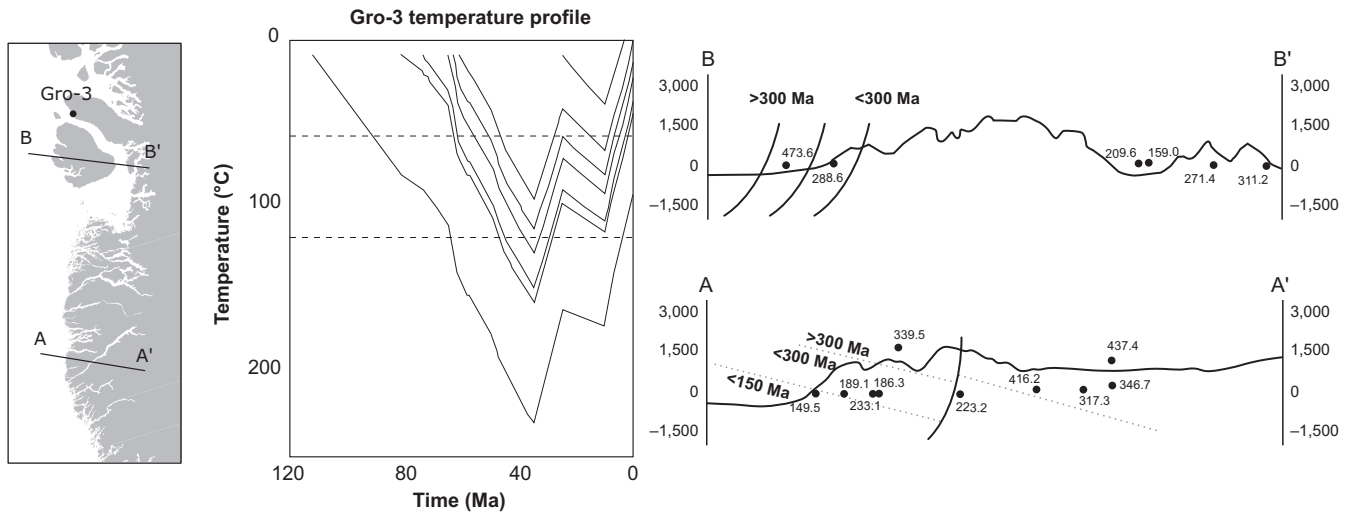 Gro-3
B
B'
A
A'
Gro-3 temperature profile
0
100
200
Temperature (°C)
120
80
40
0
Time (Ma)
B
B'
3,000
1,500
0
–1,500
>300 Ma
<300 Ma
473.6
288.6
209.6
159.0
271.4
311.2
3,000
1,500
0
–1,500
A
A'
3,000
1,500
0
–1,500
>300 Ma
<300 Ma
<150 Ma
339.5
437.4
149.5
189.1
186.3
233.1
223.2
416.2
317.3
346.7
3,000
1,500
0
–1,500